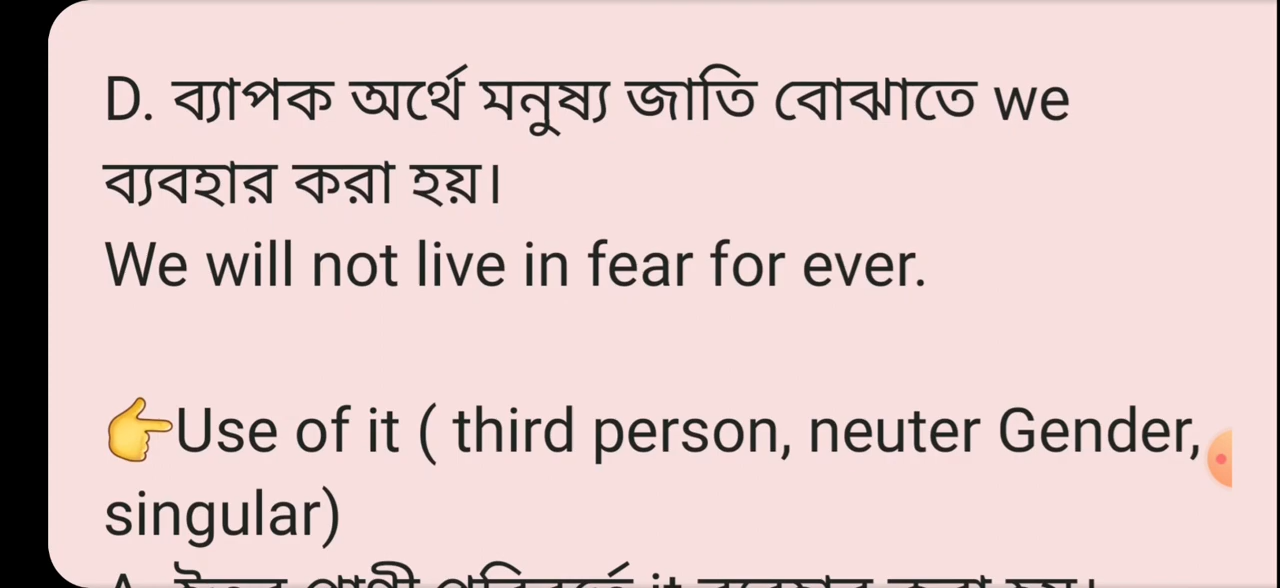 D. ব্যাপক অর্থে মনুষ্য জাতি বোঝাতে we
ব্যবহার করা হয়।
We will not live in fear for ever.
👉Use of it ( third person, neuter Gender,
singular)